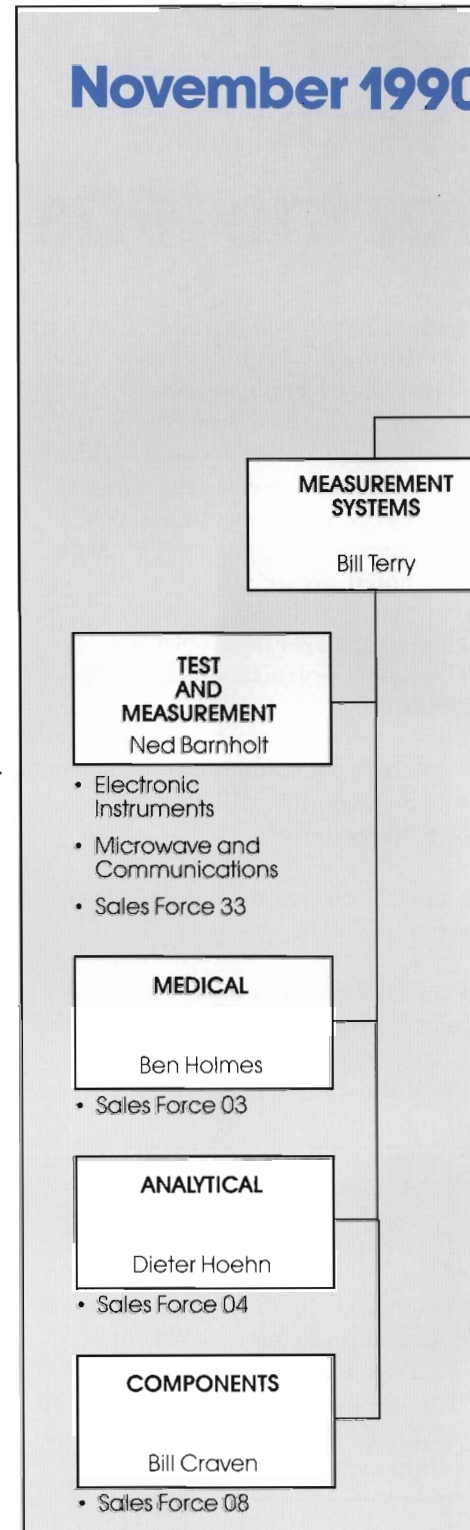 November 1990
MEASUREMENT
SYSTEMS
Bill Terry
TEST
AND
MEASUREMENT
Ned Barnholt
• Electronic
Instruments
• Microwave and
Communications
• Sales Force 33
MEDICAL
Ben Holmes
• Sales Force 03
ANALYTICAL
Dieter Hoehn
• Sales Force 04
COMPONENTS
Bill Craven
• Sales Force 08